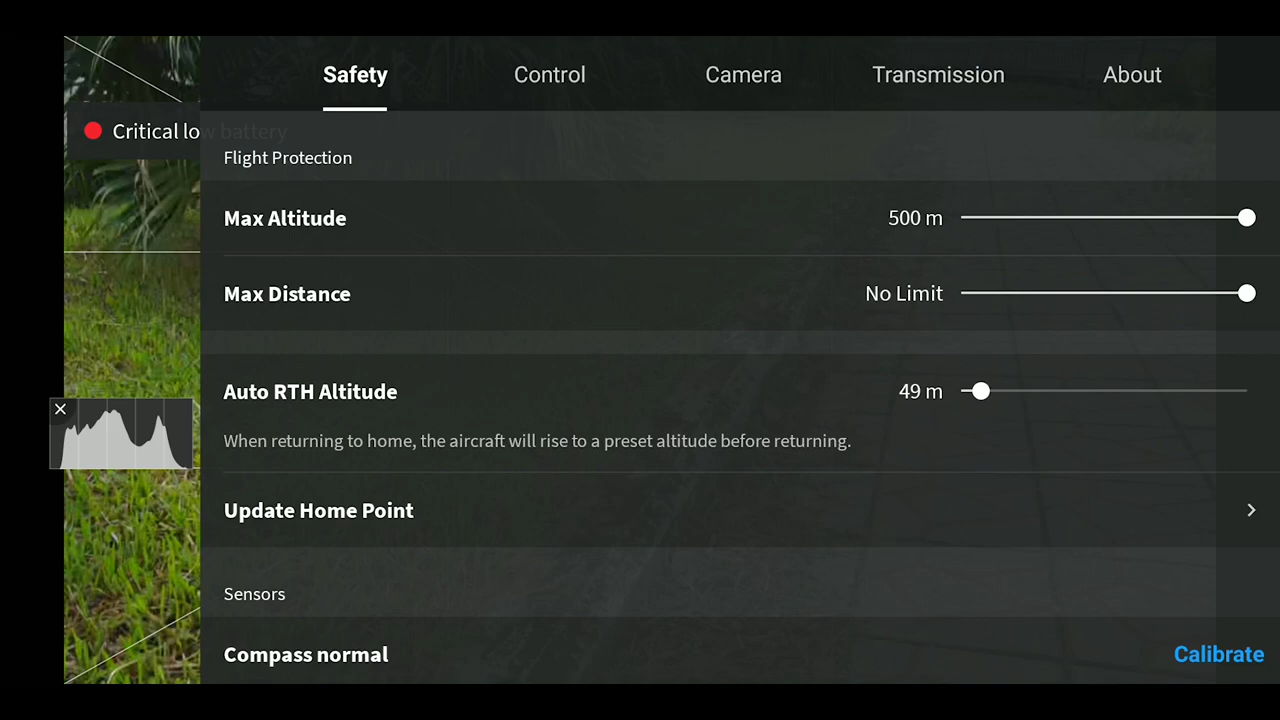 Safety Control Camera Transmission About
Critical low battery
Flight Protection
Max Altitude 500 m
Max Distance No Limit
Auto RTH Altitude 49 m
When returning to home, the aircraft will rise to a preset altitude before returning.
Update Home Point
Sensors
Compass normal Calibrate